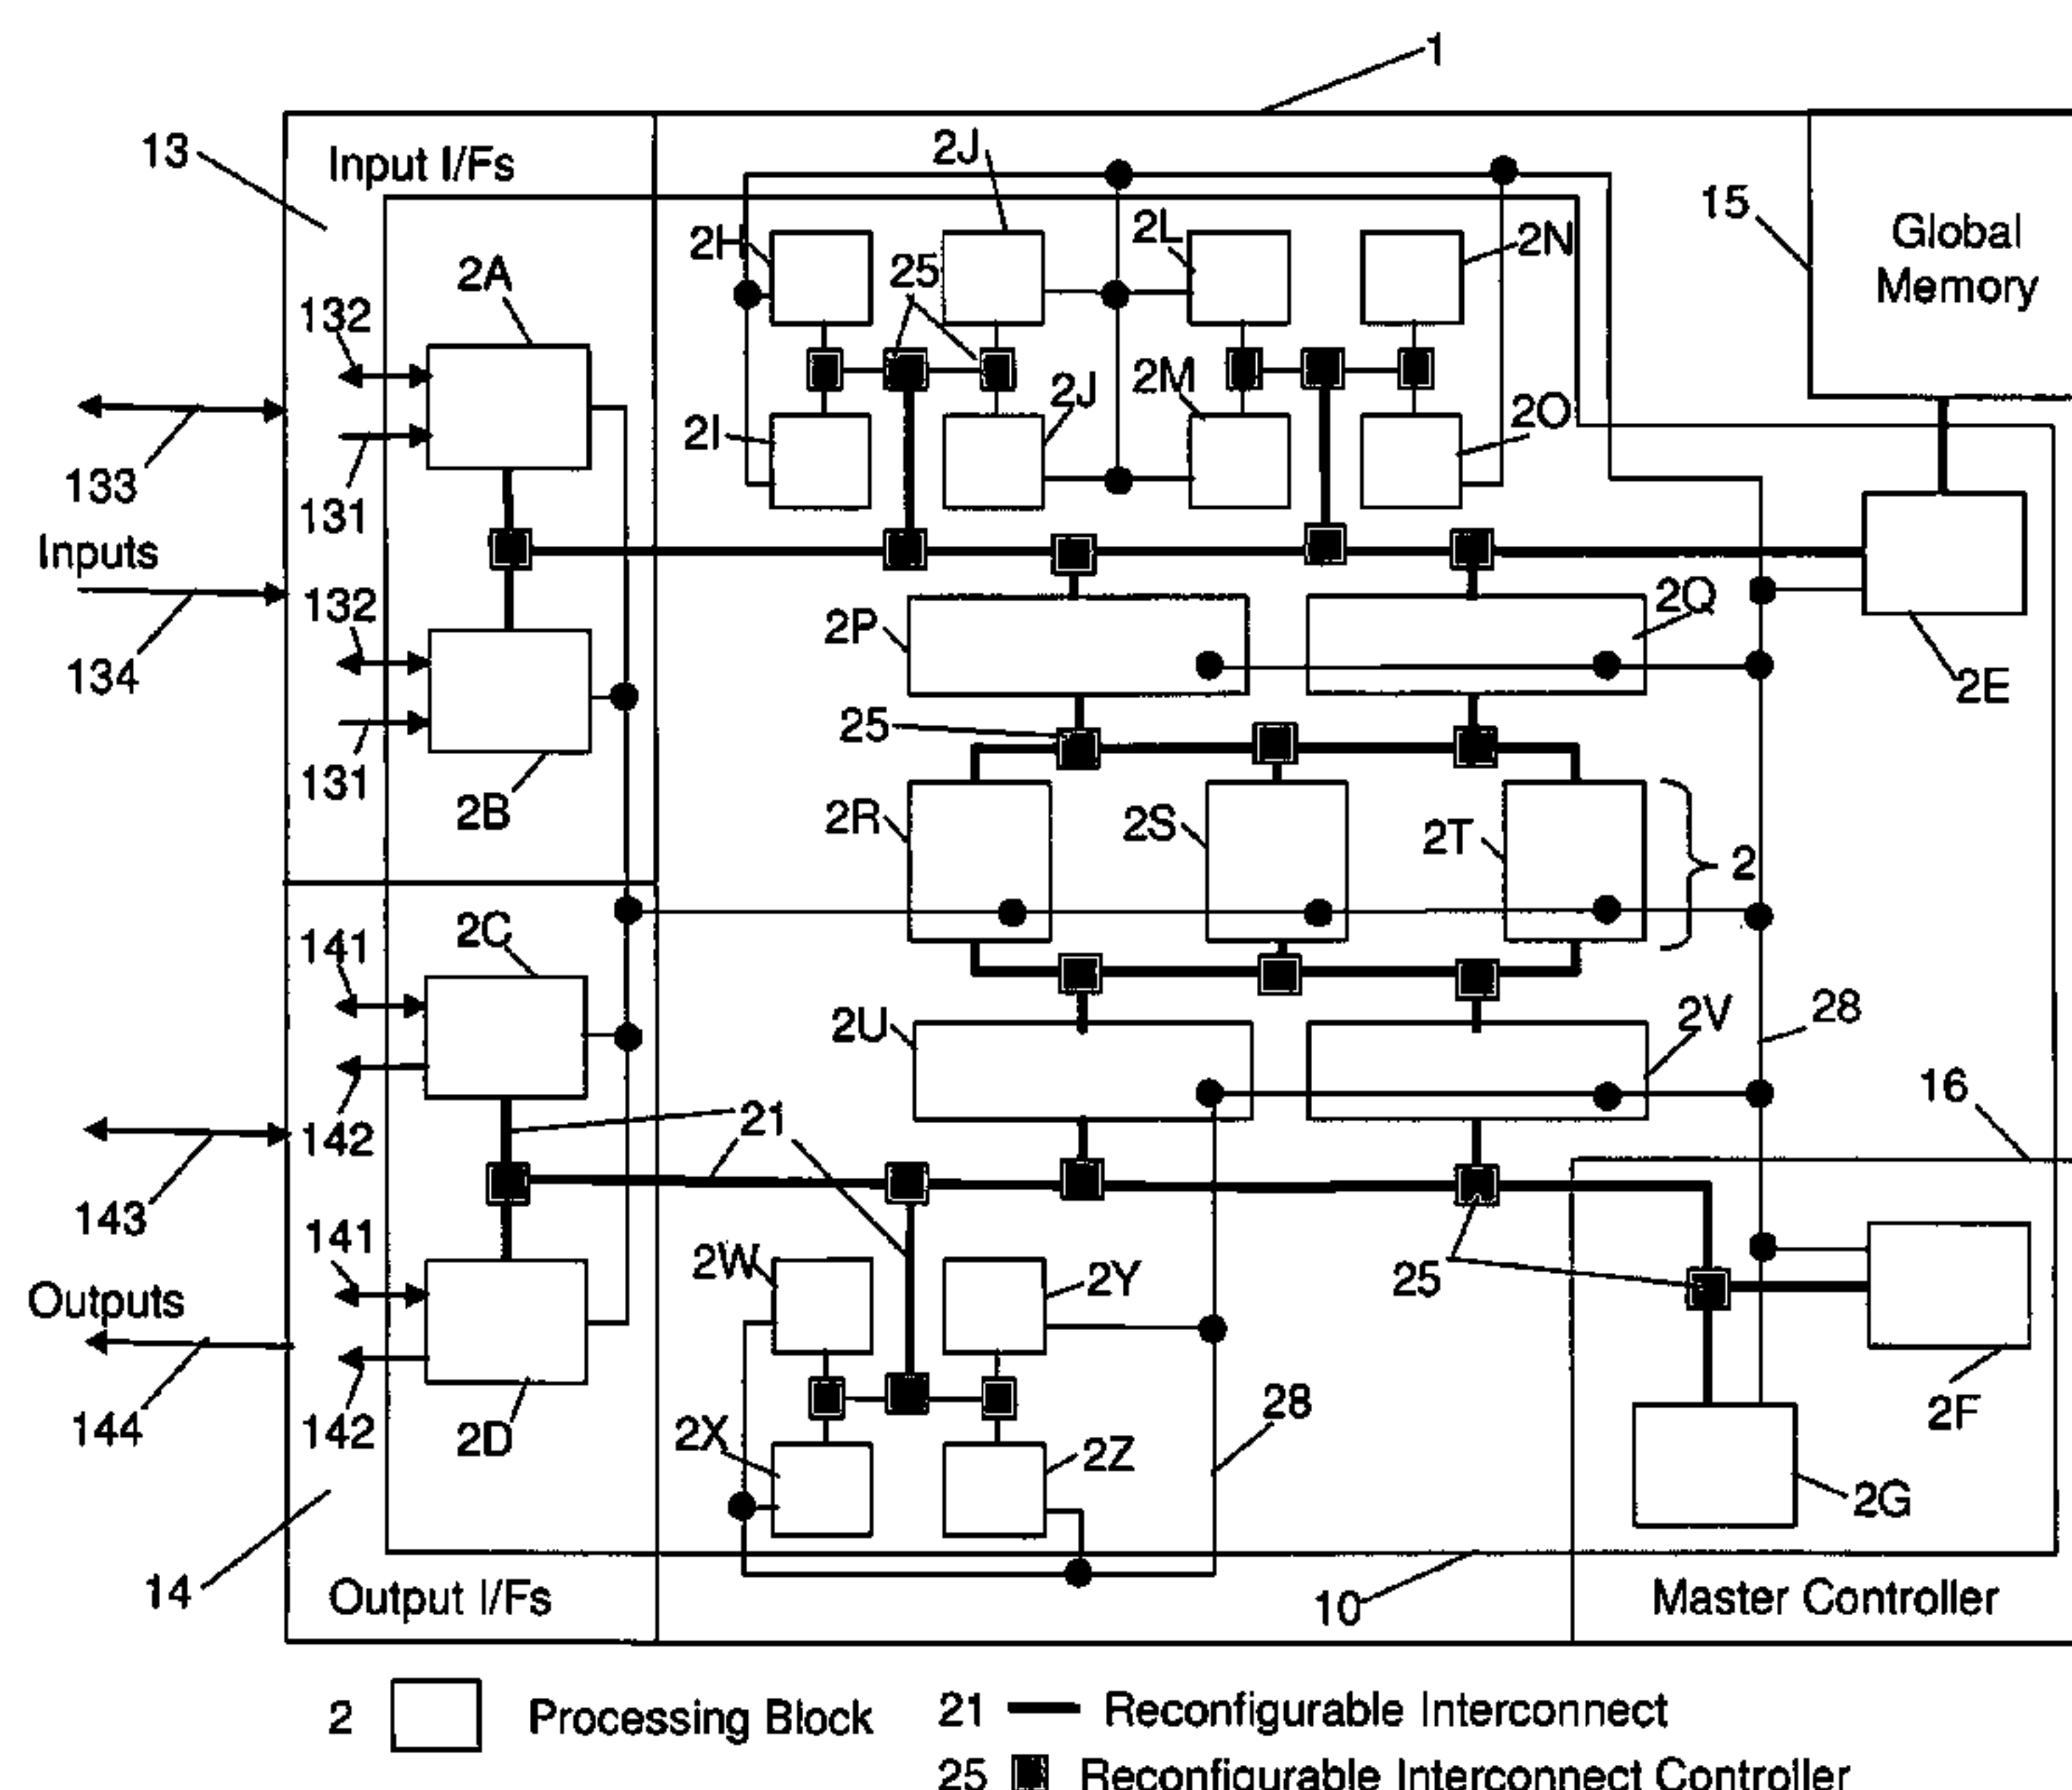 1
13
Input I/Fs
2J
15
Global
Memory
2H
25
2L
2N
2A
132
2I
2J
2M
2O
133
131
Inputs
132
2P
2Q
134
2E
25
131
2B
2R
2S
2T
2
141
2C
2U
2V
28
16
142
21
143
141
2W
2Y
25
Outputs
144
142
2D
2X
2Z
28
2F
2G
14
Output I/Fs
10
Master Controller
2 Processing Block
21 Reconfigurable Interconnect
25 Reconfigurable Interconnect Controller